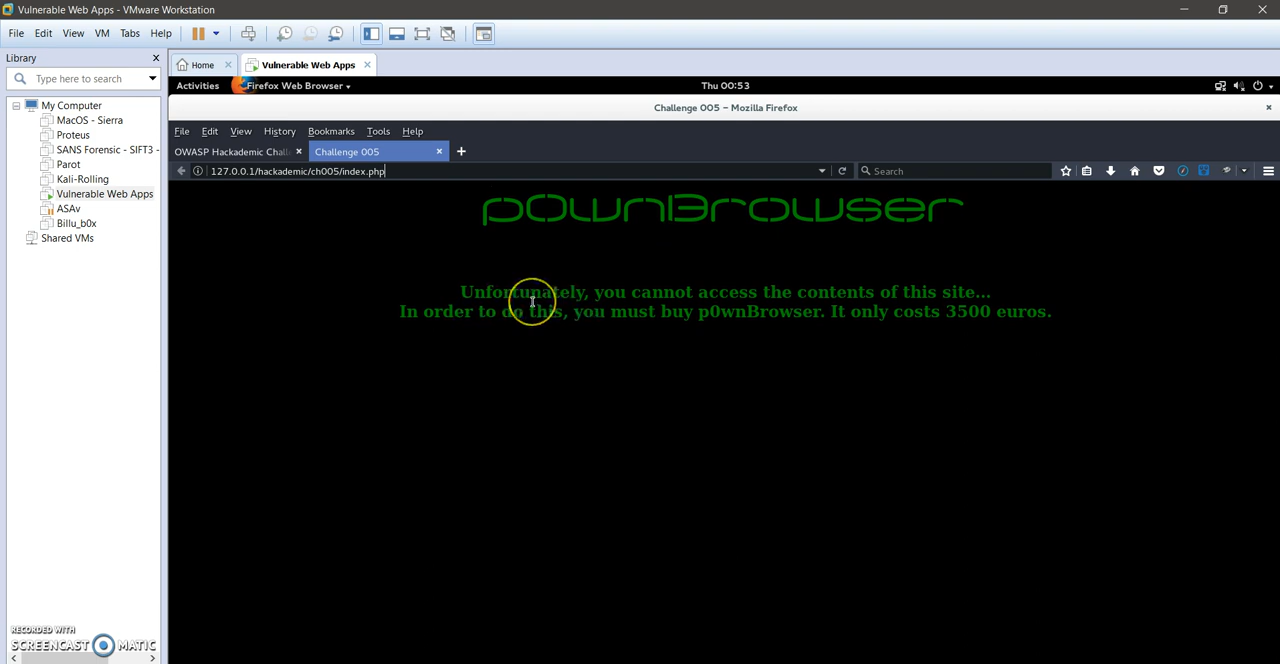 Vulnerable Web Apps - VMware Workstation
File Edit View VM Tabs Help
Library
Type here to search
My Computer
MacOS - Sierra
Proteus
SANS Forensic - SIFT3 -
Parot
Kali-Rolling
Vulnerable Web Apps
ASAv
Billu_b0x
Shared VMs
Home
Vulnerable Web Apps
Activities Firefox Web Browser Thu 00:53
Challenge 005 – Mozilla Firefox
File Edit View History Bookmarks Tools Help
OWASP Hackademic Chall Challenge 005
127.0.0.1/hackademic/ch005/index.php Search
p0wnBrowser
Unfortunately, you cannot access the contents of this site...
In order to do this, you must buy p0wnBrowser. It only costs 3500 euros.
RECORDED WITH
SCREENCAST MATIC